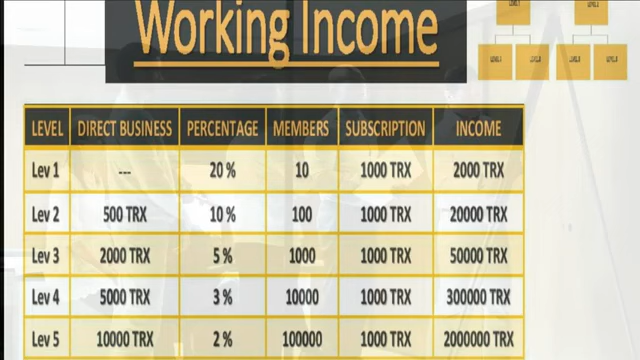 Working Income
LEVEL DIRECT BUSINESS PERCENTAGE MEMBERS SUBSCRIPTION INCOME
Lev 1 --- 20 % 10 1000 TRX 2000 TRX
Lev 2 500 TRX 10 % 100 1000 TRX 20000 TRX
Lev 3 2000 TRX 5 % 1000 1000 TRX 50000 TRX
Lev 4 5000 TRX 3 % 10000 1000 TRX 300000 TRX
Lev 5 10000 TRX 2 % 100000 1000 TRX 2000000 TRX